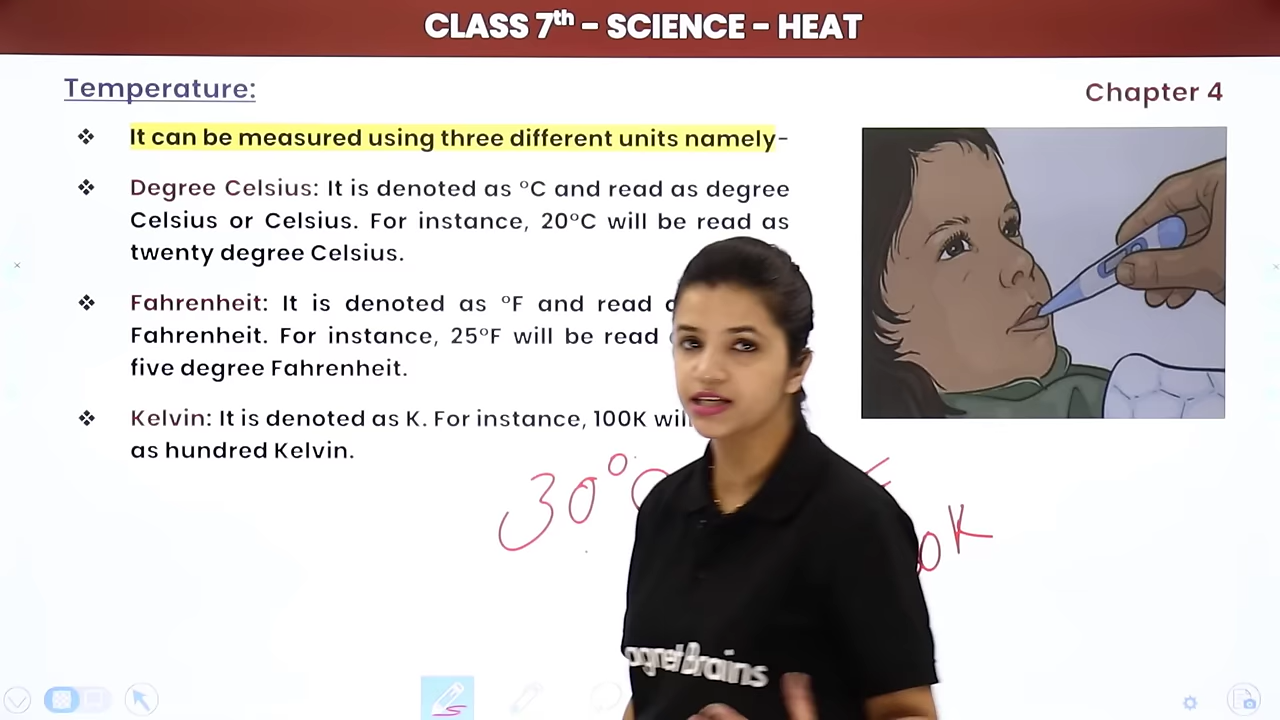 CLASS 7th - SCIENCE - HEAT
Temperature:
Chapter 4
❖ It can be measured using three different units namely-
❖ Degree Celsius: It is denoted as °C and read as degree
Celsius or Celsius. For instance, 20°C will be read as
twenty degree Celsius.
❖ Fahrenheit: It is denoted as °F and read
Fahrenheit. For instance, 25°F will be read
five degree Fahrenheit.
❖ Kelvin: It is denoted as K. For instance, 100K will
as hundred Kelvin.
30°
0K
gnetBrains